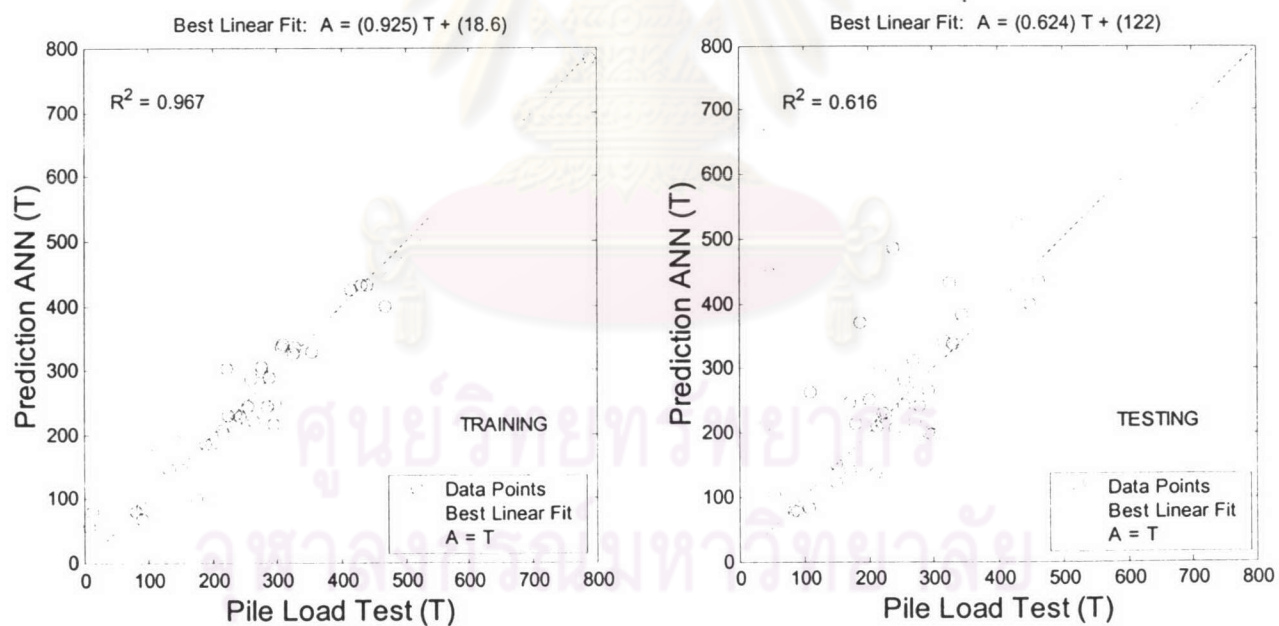 Best Linear Fit: A = (0.925) T + (18.6)
R² = 0.967
800
700
600
500
400
300
200
100
0
Prediction ANN (T)
TRAINING
Data Points
Best Linear Fit
A = T
0 100 200 300 400 500 600 700 800
Pile Load Test (T)
Best Linear Fit: A = (0.624) T + (122)
R² = 0.616
800
700
600
500
400
300
200
100
0
Prediction ANN (T)
TESTING
Data Points
Best Linear Fit
A = T
0 100 200 300 400 500 600 700 800
Pile Load Test (T)
ศูนย์วิทยทรัพยากร
จุฬาลงกรณ์มหาวิทยาลัย